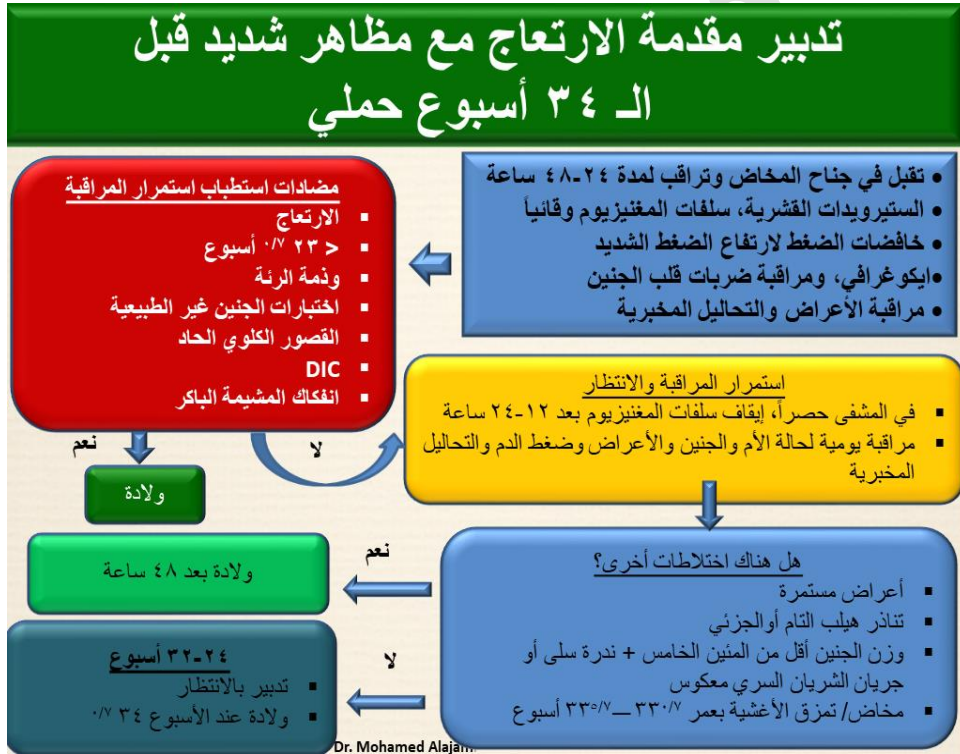 تدبير مقدمة الارتعاج مع مظاهر شديد قبل
الـ ٣٤ أسبوع حملي
• تقبل في جناح المخاض وتراقب لمدة ٢٤-٤٨ ساعة
• الستيرويدات القشرية، سلفات المغنيزيوم وقائياً
• خافضات الضغط لارتفاع الضغط الشديد
•ايكوغرافي، ومراقبة ضربات قلب الجنين
• مراقبة الأعراض والتحاليل المخبرية
مضادات استطباب استمرار المراقبة
▪ الارتعاج
▪ < ٢٣ ٠/٧ أسبوع
▪ وذمة الرئة
▪ اختبارات الجنين غير الطبيعية
▪ القصور الكلوي الحاد
▪ DIC
▪ انفكاك المشيمة الباكر
نعم
لا
ولادة
استمرار المراقبة والانتظار
▪ في المشفى حصراً، إيقاف سلفات المغنيزيوم بعد ١٢-٢٤ ساعة
▪ مراقبة يومية لحالة الأم والجنين والأعراض وضغط الدم والتحاليل
المخبرية
هل هناك اختلاطات أخرى؟
▪ أعراض مستمرة
▪ تناذر هيلب التام أوالجزئي
▪ وزن الجنين أقل من المئين الخامس + ندرة سلى أو
جريان الشريان السري معكوس
▪ مخاض/ تمزق الأغشية بعمر ٣٣٠/٧ – ٣٣٥/٧ أسبوع
نعم
ولادة بعد ٤٨ ساعة
لا
٢٤-٣٢ أسبوع
▪ تدبير بالانتظار
▪ ولادة عند الأسبوع ٣٤ ٠/٧